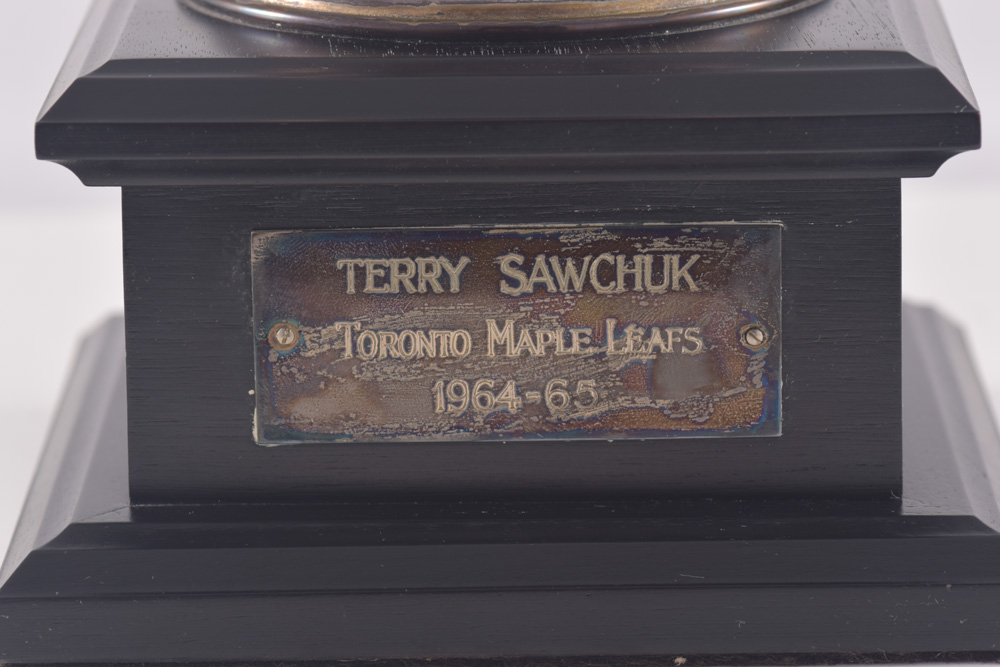 TERRY SAWCHUK
TORONTO MAPLE LEAFS
1964-65